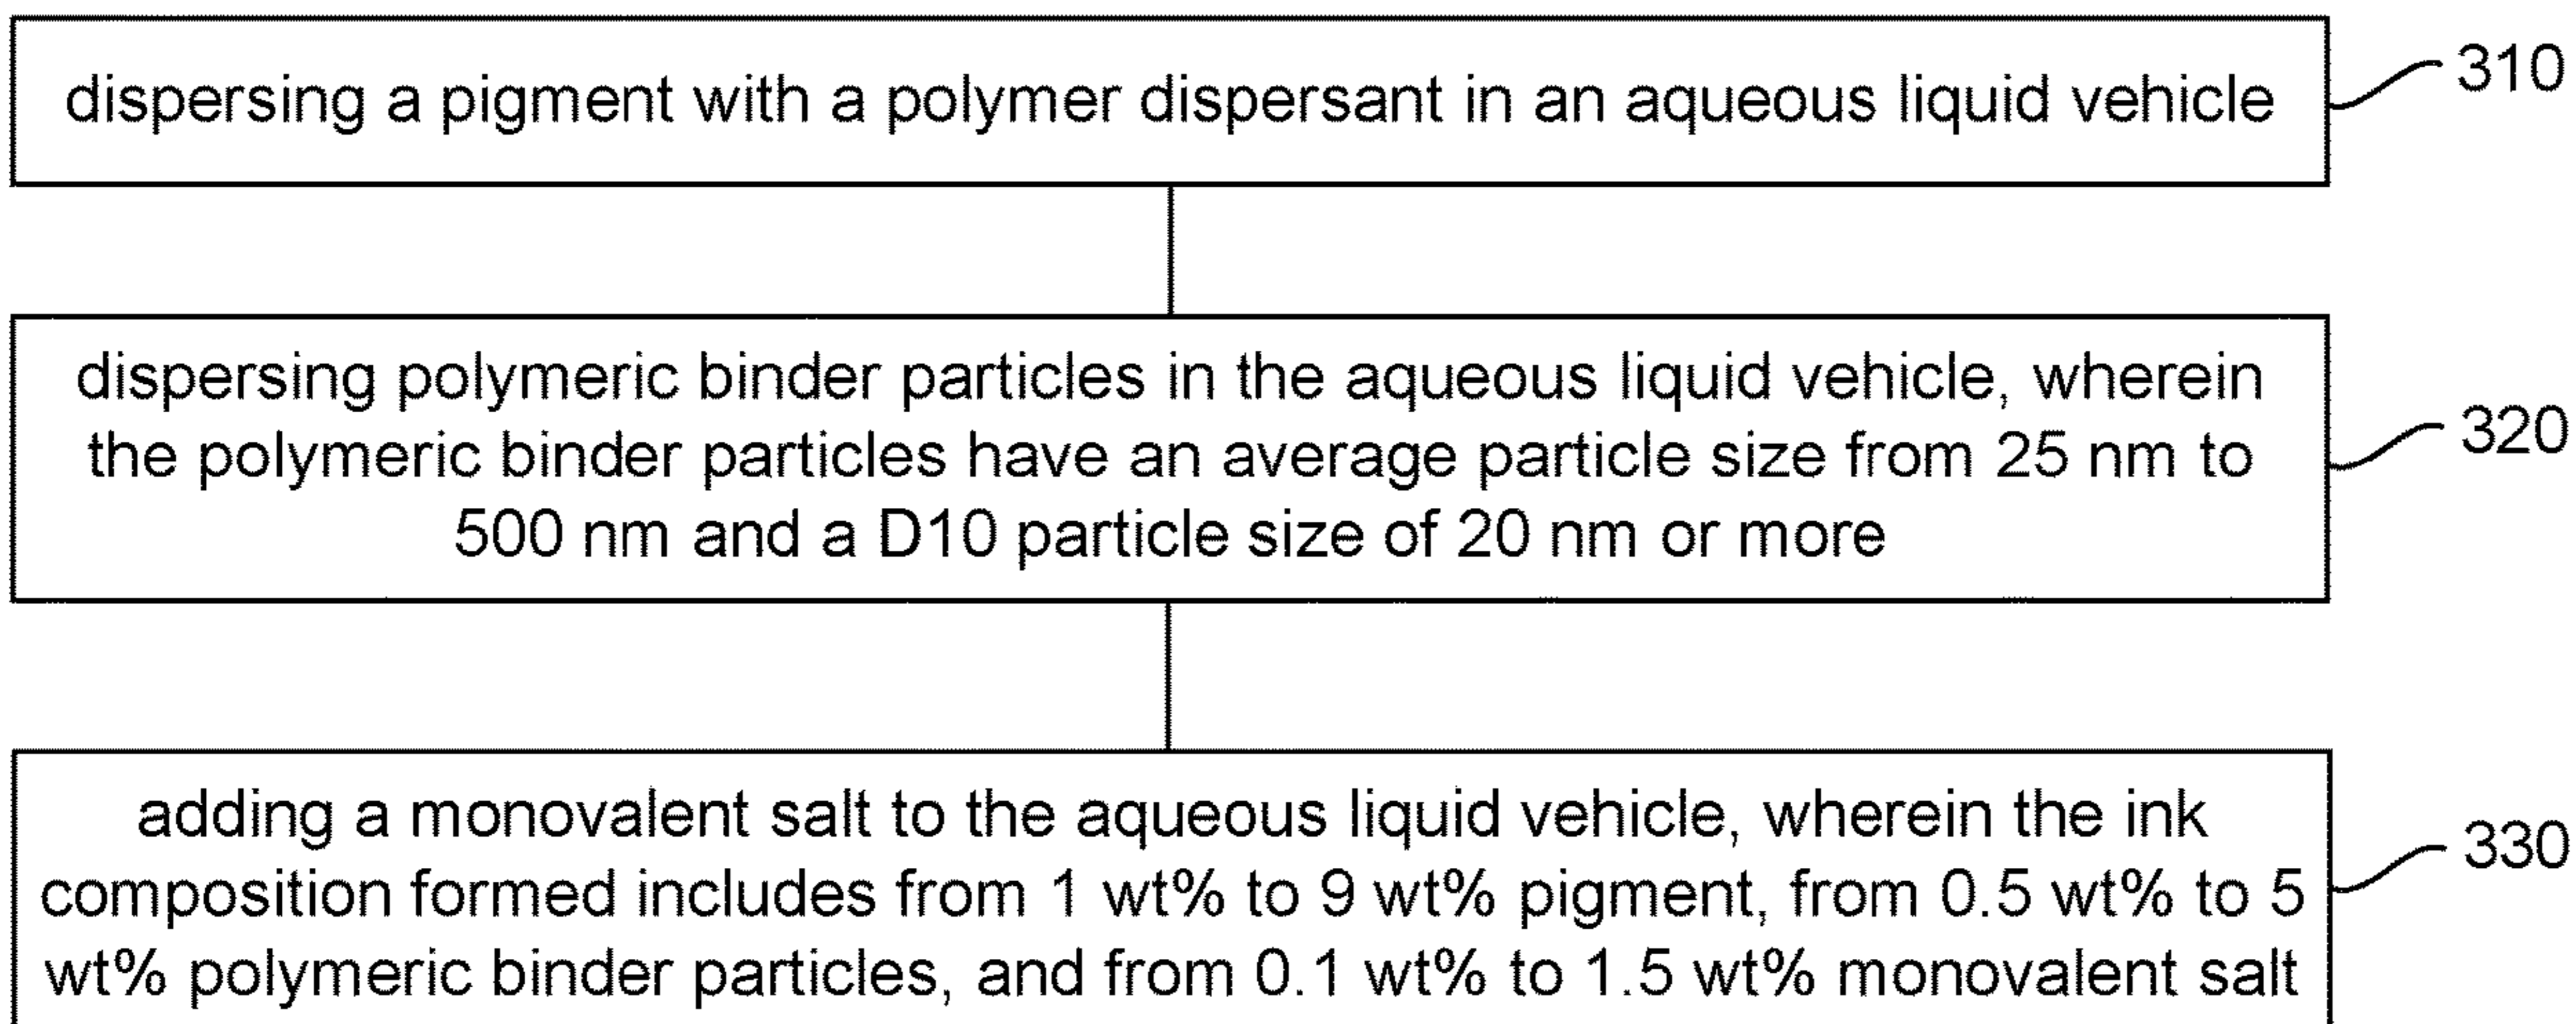 dispersing a pigment with a polymer dispersant in an aqueous liquid vehicle
310
dispersing polymeric binder particles in the aqueous liquid vehicle, wherein
the polymeric binder particles have an average particle size from 25 nm to
500 nm and a D10 particle size of 20 nm or more
320
adding a monovalent salt to the aqueous liquid vehicle, wherein the ink
composition formed includes from 1 wt% to 9 wt% pigment, from 0.5 wt% to 5
wt% polymeric binder particles, and from 0.1 wt% to 1.5 wt% monovalent salt
330